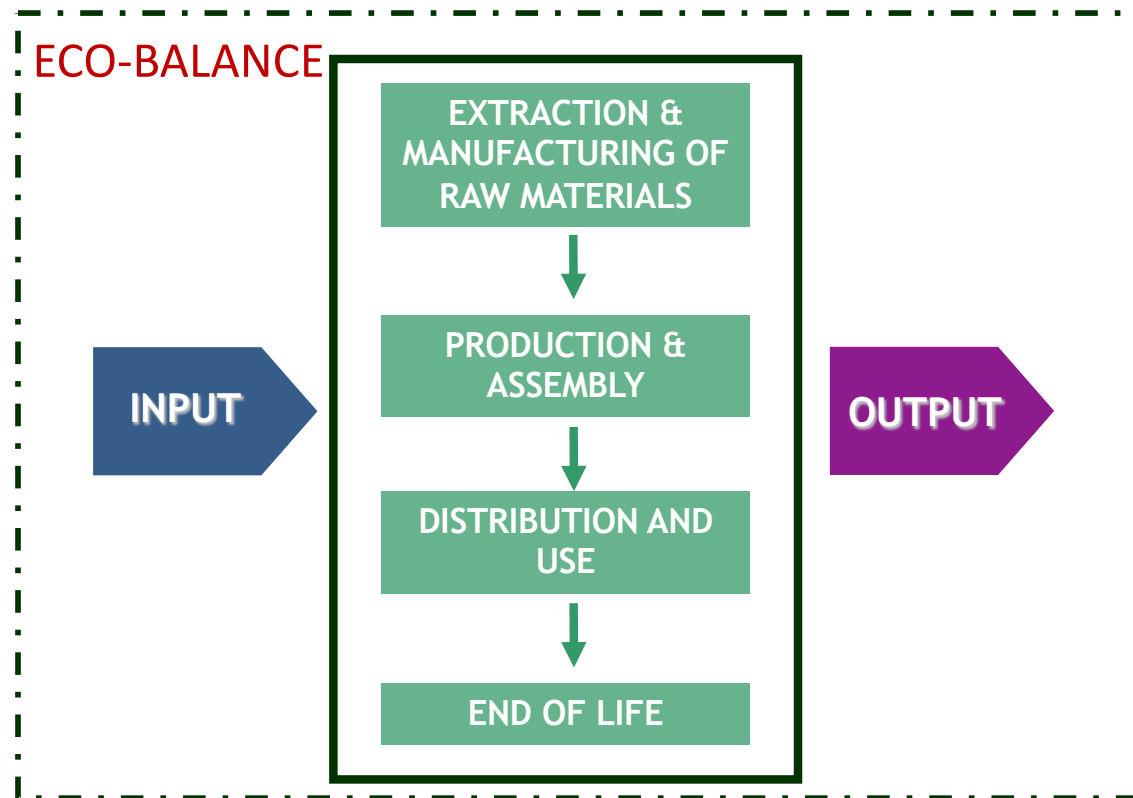 ECO-BALANCE
EXTRACTION &
MANUFACTURING OF
RAW MATERIALS
PRODUCTION &
ASSEMBLY
INPUT
OUTPUT
DISTRIBUTION AND
USE
END OF LIFE